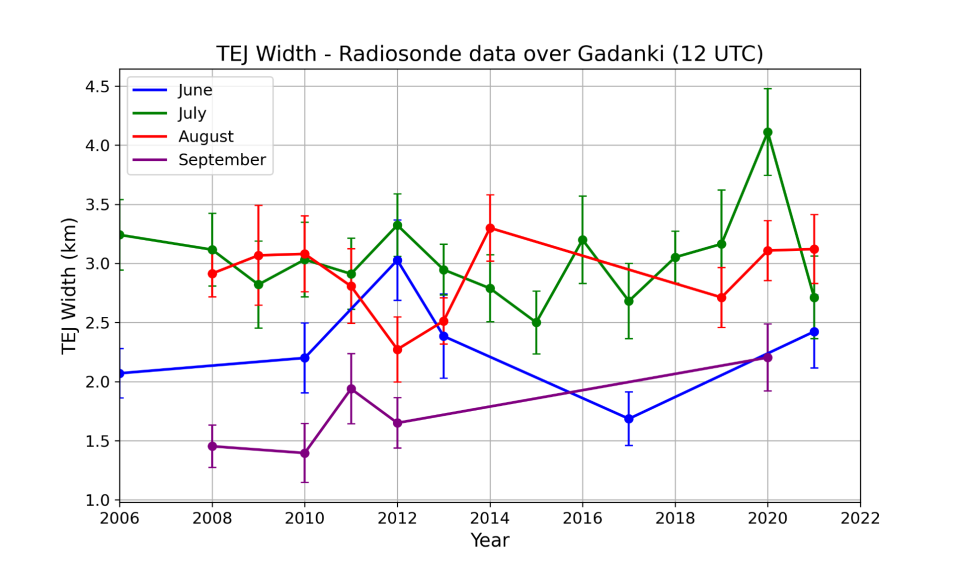 TEJ Width - Radiosonde data over Gadanki (12 UTC)
June
July
August
September
TEJ Width (km)
4.5
4.0
3.5
3.0
2.5
2.0
1.5
1.0
2006 2008 2010 2012 2014 2016 2018 2020 2022
Year